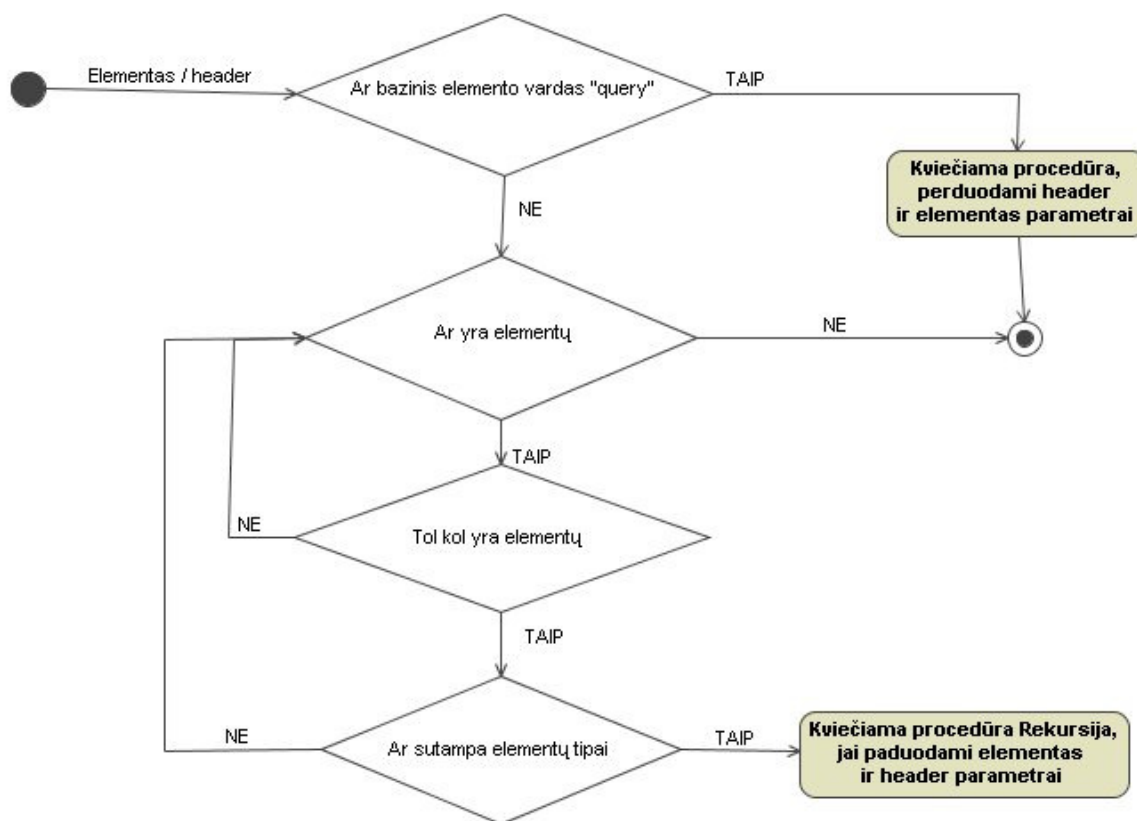 Elementas / header
Ar bazinis elemento vardas "query"
TAIP
Kviečiama procedūra,
perduodami header
ir elementas parametrai
NE
Ar yra elementų
NE
TAIP
Tol kol yra elementų
NE
TAIP
Ar sutampa elementų tipai
NE
TAIP
Kviečiama procedūra Rekursija,
jai paduodami elementas
ir header parametrai